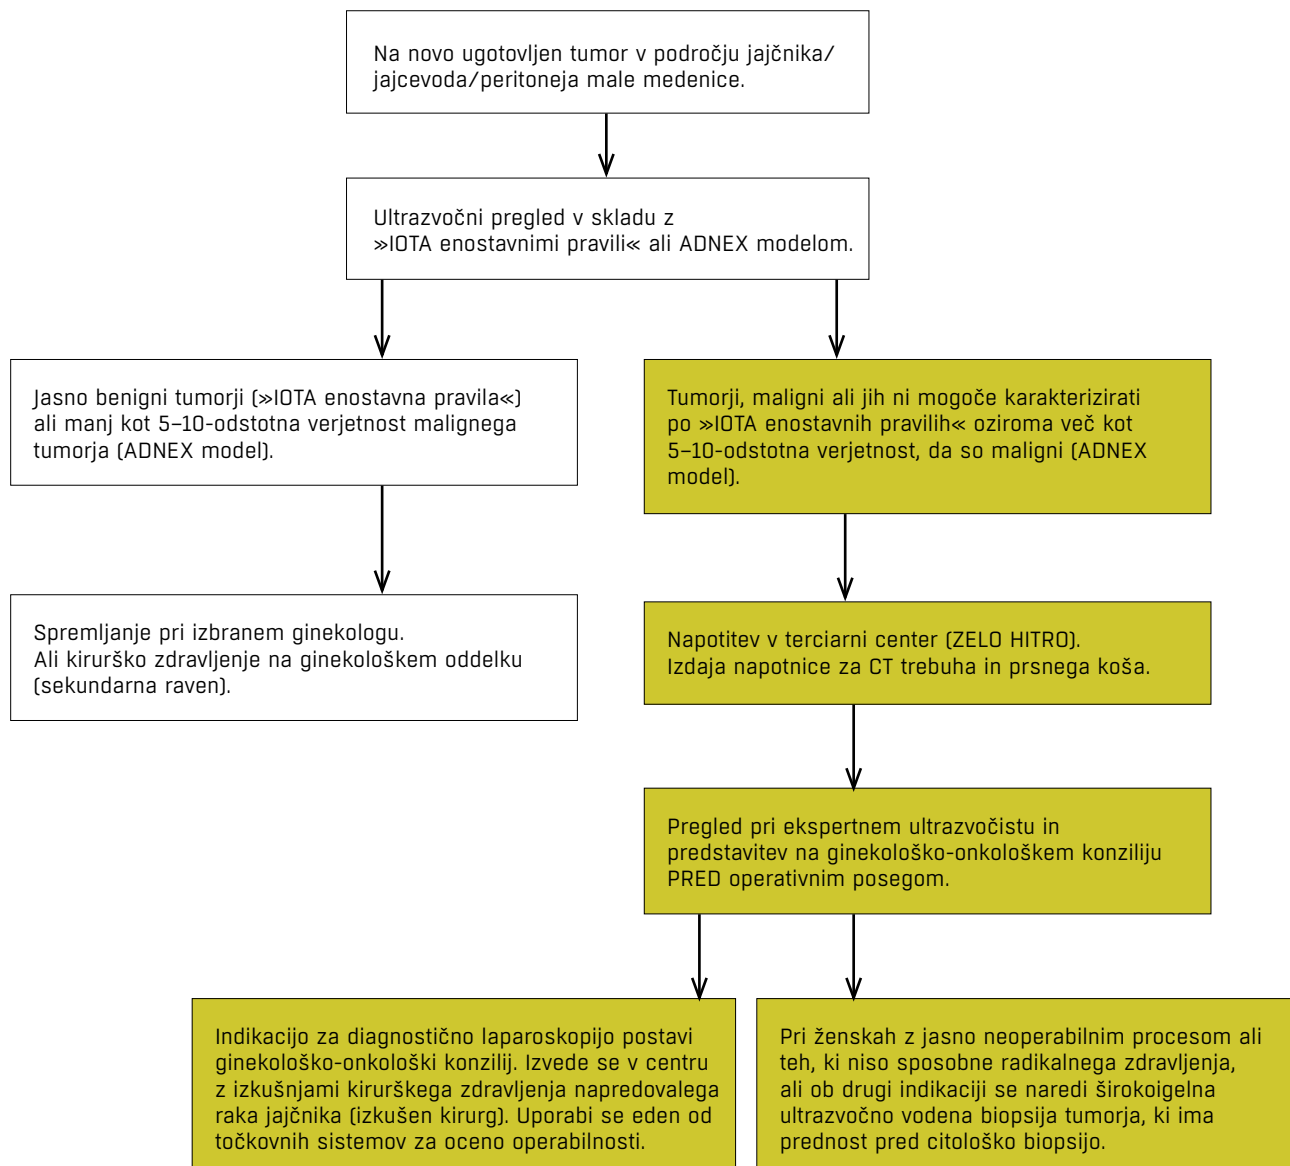 Na novo ugotovljen tumor v področju jajčnika/
jajcevoda/peritoneja male medenice.
Ultrazvočni pregled v skladu z
»IOTA enostavnimi pravili« ali ADNEX modelom.
Jasno benigni tumorji (»IOTA enostavna pravila«)
ali manj kot 5–10-odstotna verjetnost malignega
tumorja (ADNEX model).
Tumorji, maligni ali jih ni mogoče karakterizirati
po »IOTA enostavnih pravilih« oziroma več kot
5–10-odstotna verjetnost, da so maligni (ADNEX
model).
Spremljanje pri izbranem ginekologu.
Ali kirurško zdravljenje na ginekološkem oddelku
(sekundarna raven).
Napotitev v terciarni center (ZELO HITRO).
Izdaja napotnice za CT trebuha in prsnega koša.
Pregled pri ekspertnem ultrazvočistu in
predstavitev na ginekološko-onkološkem konziliju
PRED operativnim posegom.
Indikacijo za diagnostično laparoskopijo postavi
ginekološko-onkološki konzilij. Izvede se v centru
z izkušnjami kirurškega zdravljenja napredovalega
raka jajčnika (izkušen kirurg). Uporabi se eden od
točkovnih sistemov za oceno operabilnosti.
Pri ženskah z jasno neoperabilnim procesom ali
teh, ki niso sposobne radikalnega zdravljenja,
ali ob drugi indikaciji se naredi širokoigelna
ultrazvočno vodena biopsija tumorja, ki ima
prednost pred citološko biopsijo.